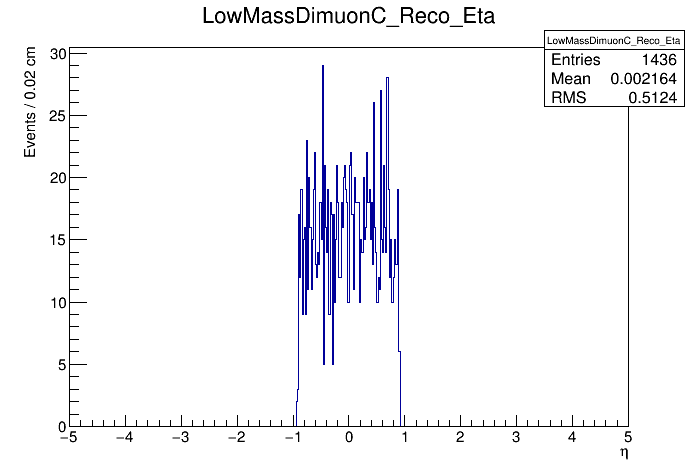 LowMassDimuonC_Reco_Eta
LowMassDimuonC_Reco_Eta
Entries 1436
Mean 0.002164
RMS 0.5124
Events / 0.02 cm
30
25
20
15
10
5
0
−5 −4 −3 −2 −1 0 1 2 3 4 5
η